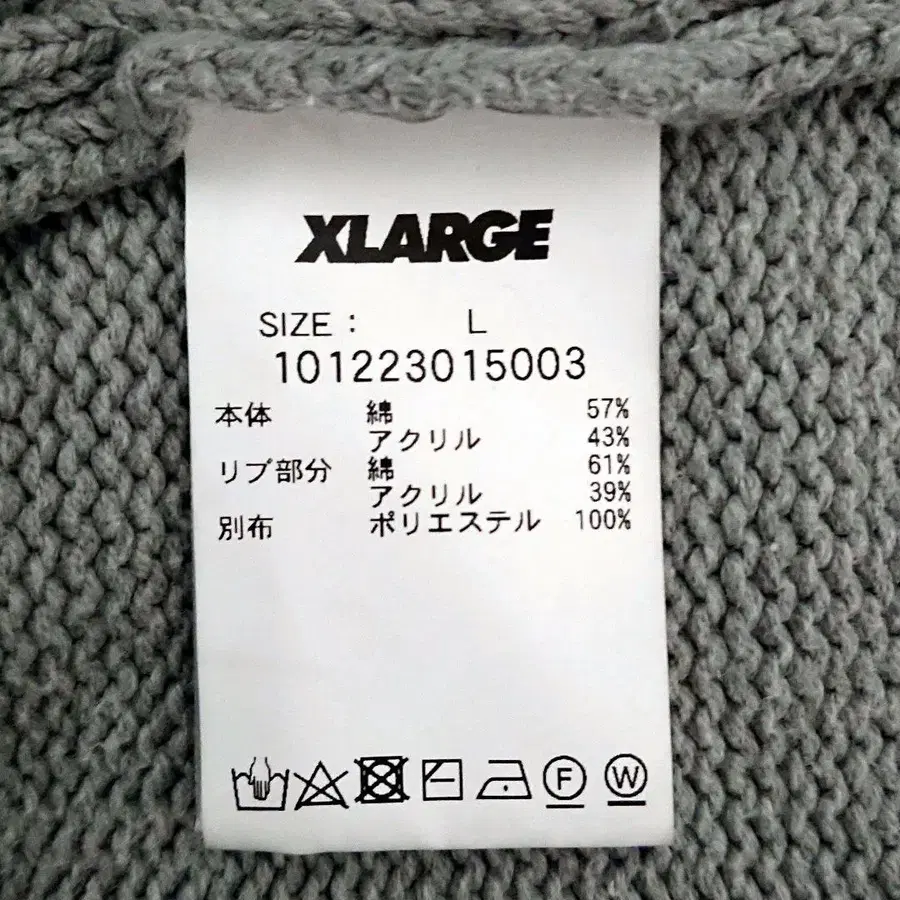 XLARGE
SIZE : L
101223015003
本体 綿 57%
アクリル 43%
リブ部分 綿 61%
アクリル 39%
別布 ポリエステル 100%
F W